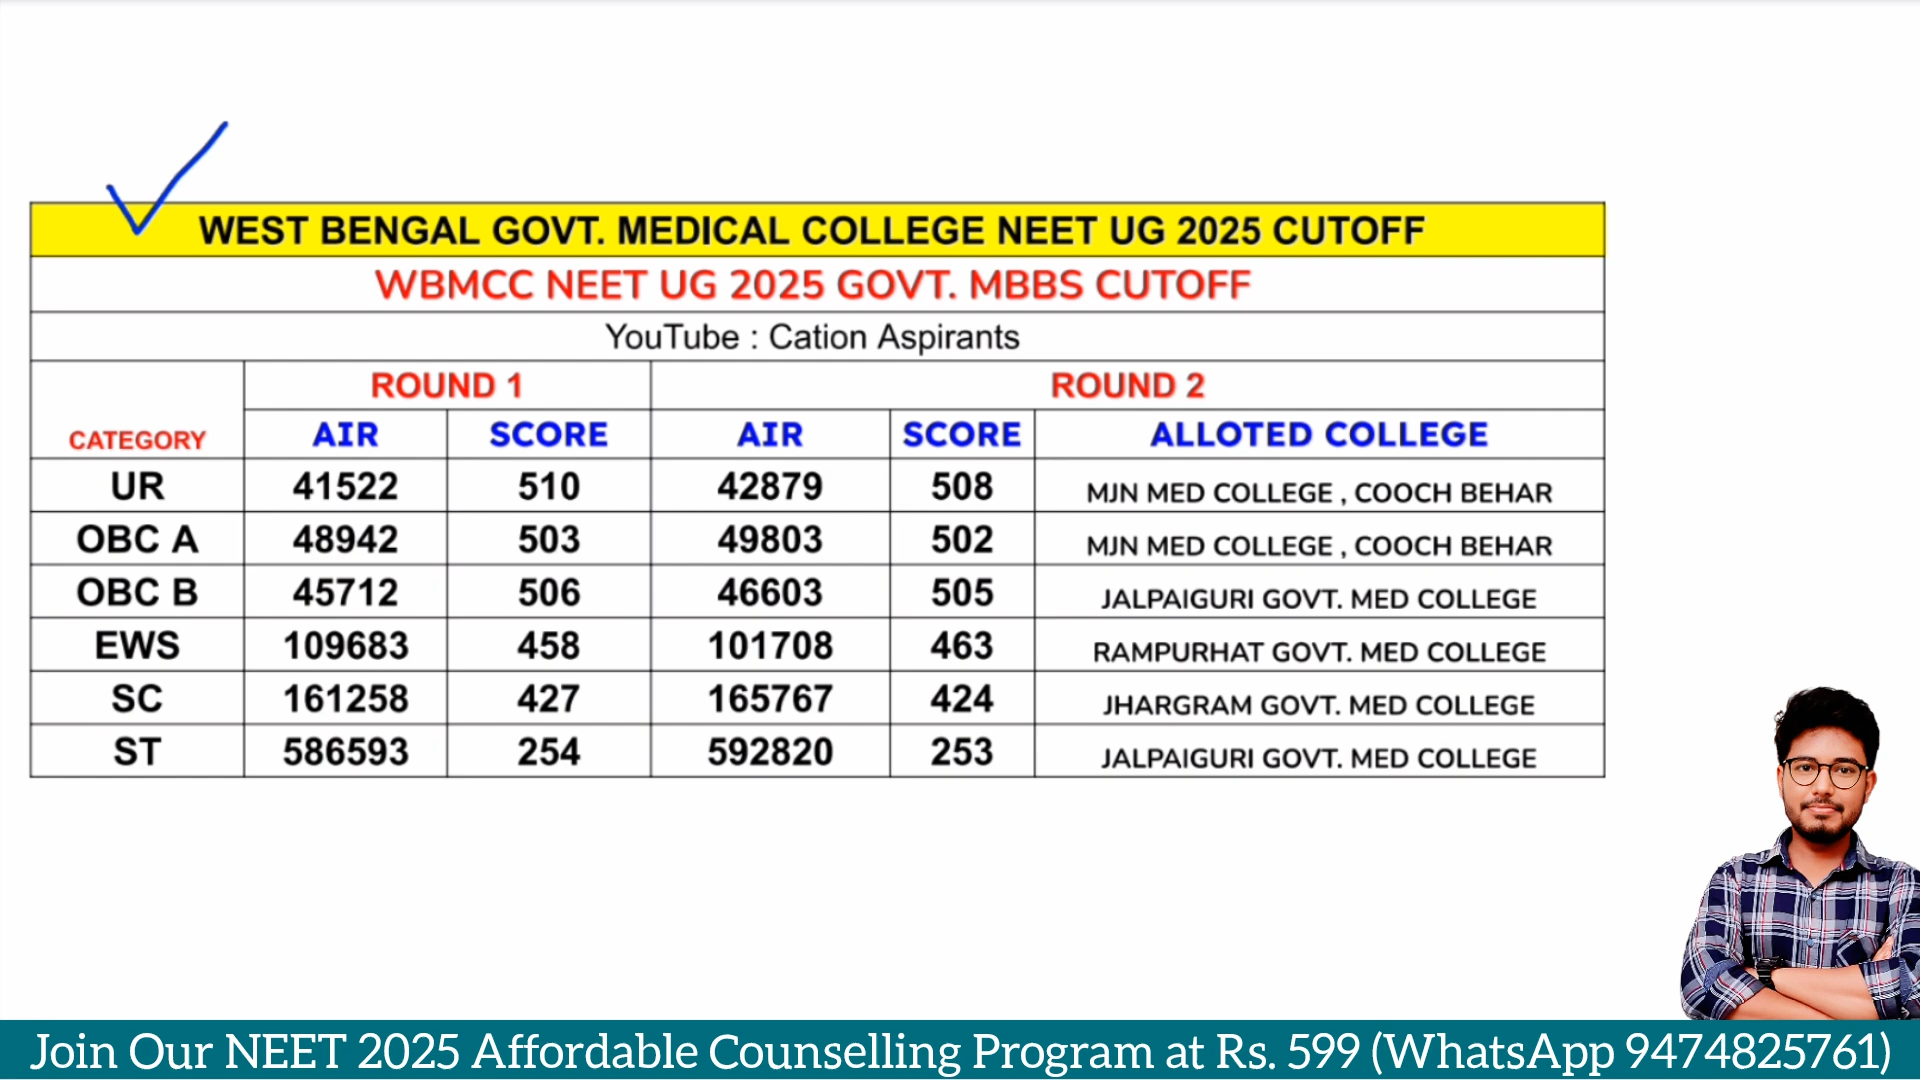 WEST BENGAL GOVT. MEDICAL COLLEGE NEET UG 2025 CUTOFF
WBMCC NEET UG 2025 GOVT. MBBS CUTOFF
YouTube : Cation Aspirants
CATEGORY ROUND 1 ROUND 2
AIR SCORE AIR SCORE ALLOTED COLLEGE
UR 41522 510 42879 508 MJN MED COLLEGE , COOCH BEHAR
OBC A 48942 503 49803 502 MJN MED COLLEGE , COOCH BEHAR
OBC B 45712 506 46603 505 JALPAIGURI GOVT. MED COLLEGE
EWS 109683 458 101708 463 RAMPURHAT GOVT. MED COLLEGE
SC 161258 427 165767 424 JHARGRAM GOVT. MED COLLEGE
ST 586593 254 592820 253 JALPAIGURI GOVT. MED COLLEGE
Join Our NEET 2025 Affordable Counselling Program at Rs. 599 (WhatsApp 9474825761)